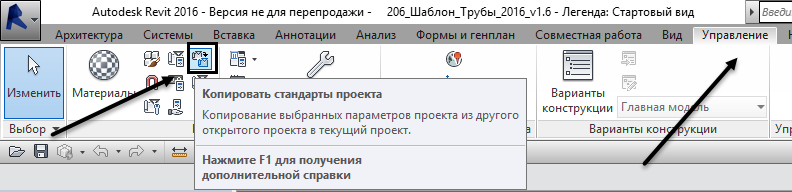 Autodesk Revit 2016 - Версия не для перепродажи - 206_Шаблон_Трубы_2016_v1.6 - Легенда: Стартовый вид
Архитектура Системы Вставка Аннотации Анализ Формы и генплан Совместная работа Вид Управление
Изменить Материалы Варианты конструкции Главная модель
Выбор Варианты конструкции
Копировать стандарты проекта
Копирование выбранных параметров проекта из другого
открытого проекта в текущий проект.
Нажмите F1 для получения
дополнительной справки